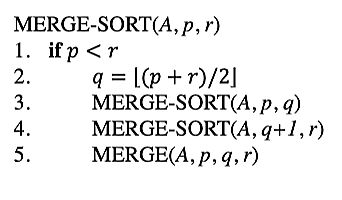 MERGE-SORT(A, p, r)
1. if p < r
2. q = ⌊(p + r)/2⌋
3. MERGE-SORT(A, p, q)
4. MERGE-SORT(A, q+1, r)
5. MERGE(A, p, q, r)